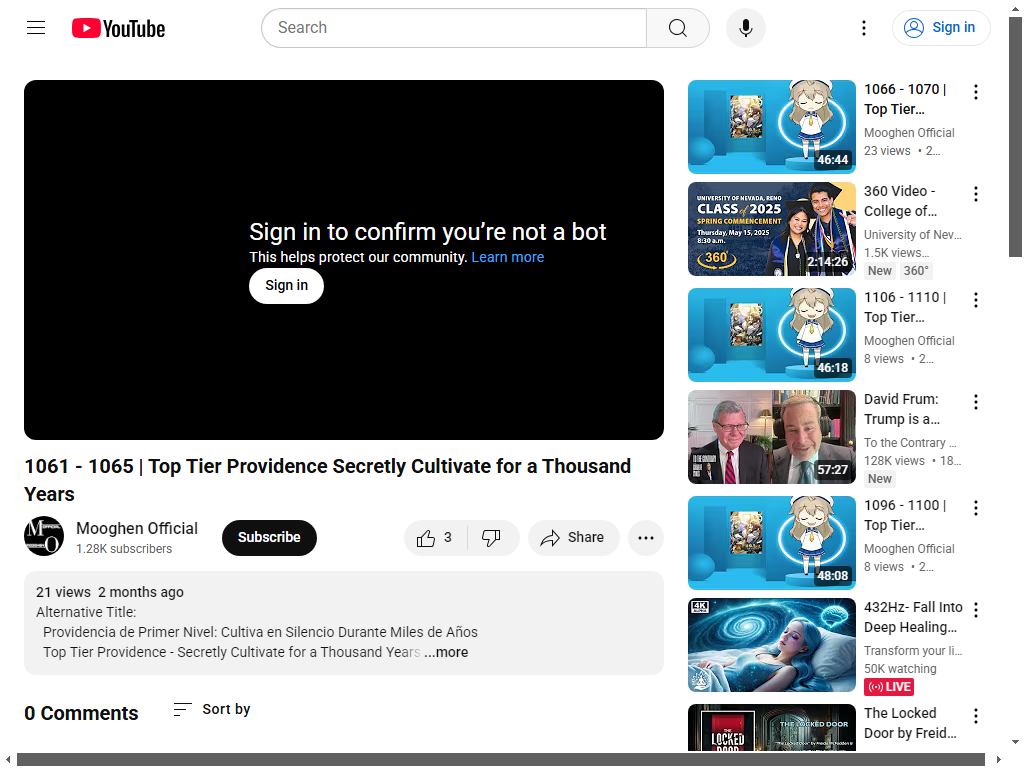 YouTube
Search
Sign in
Sign in to confirm you're not a bot
This helps protect our community. Learn more
Sign in
1061 - 1065 | Top Tier Providence Secretly Cultivate for a Thousand
Years
Mooghen Official
1.28K subscribers
Subscribe
3
Share
21 views  2 months ago
Alternative Title:
Providencia de Primer Nivel: Cultiva en Silencio Durante Miles de Años
Top Tier Providence - Secretly Cultivate for a Thousand Years ...more
0 Comments
Sort by
46:44
1066 - 1070 |
Top Tier…
Mooghen Official
23 views • 2…
UNIVERSITY OF NEVADA, RENO
CLASS of 2025
SPRING COMMENCEMENT
Thursday, May 15, 2025
8:30 a.m.
360°
2:14:26
360 Video -
College of…
University of Nev…
1.5K views…
New 360°
46:18
1106 - 1110 |
Top Tier…
Mooghen Official
8 views • 2…
TO THE CONTRARY
57:27
David Frum:
Trump is a…
To the Contrary …
128K views • 18…
New
48:08
1096 - 1100 |
Top Tier…
Mooghen Official
8 views • 2…
4K
432Hz- Fall Into
Deep Healing…
Transform your li…
50K watching
LIVE
THE
LOCKED
DOOR
THE LOCKED DOOR
The Locked
Door by Freid…